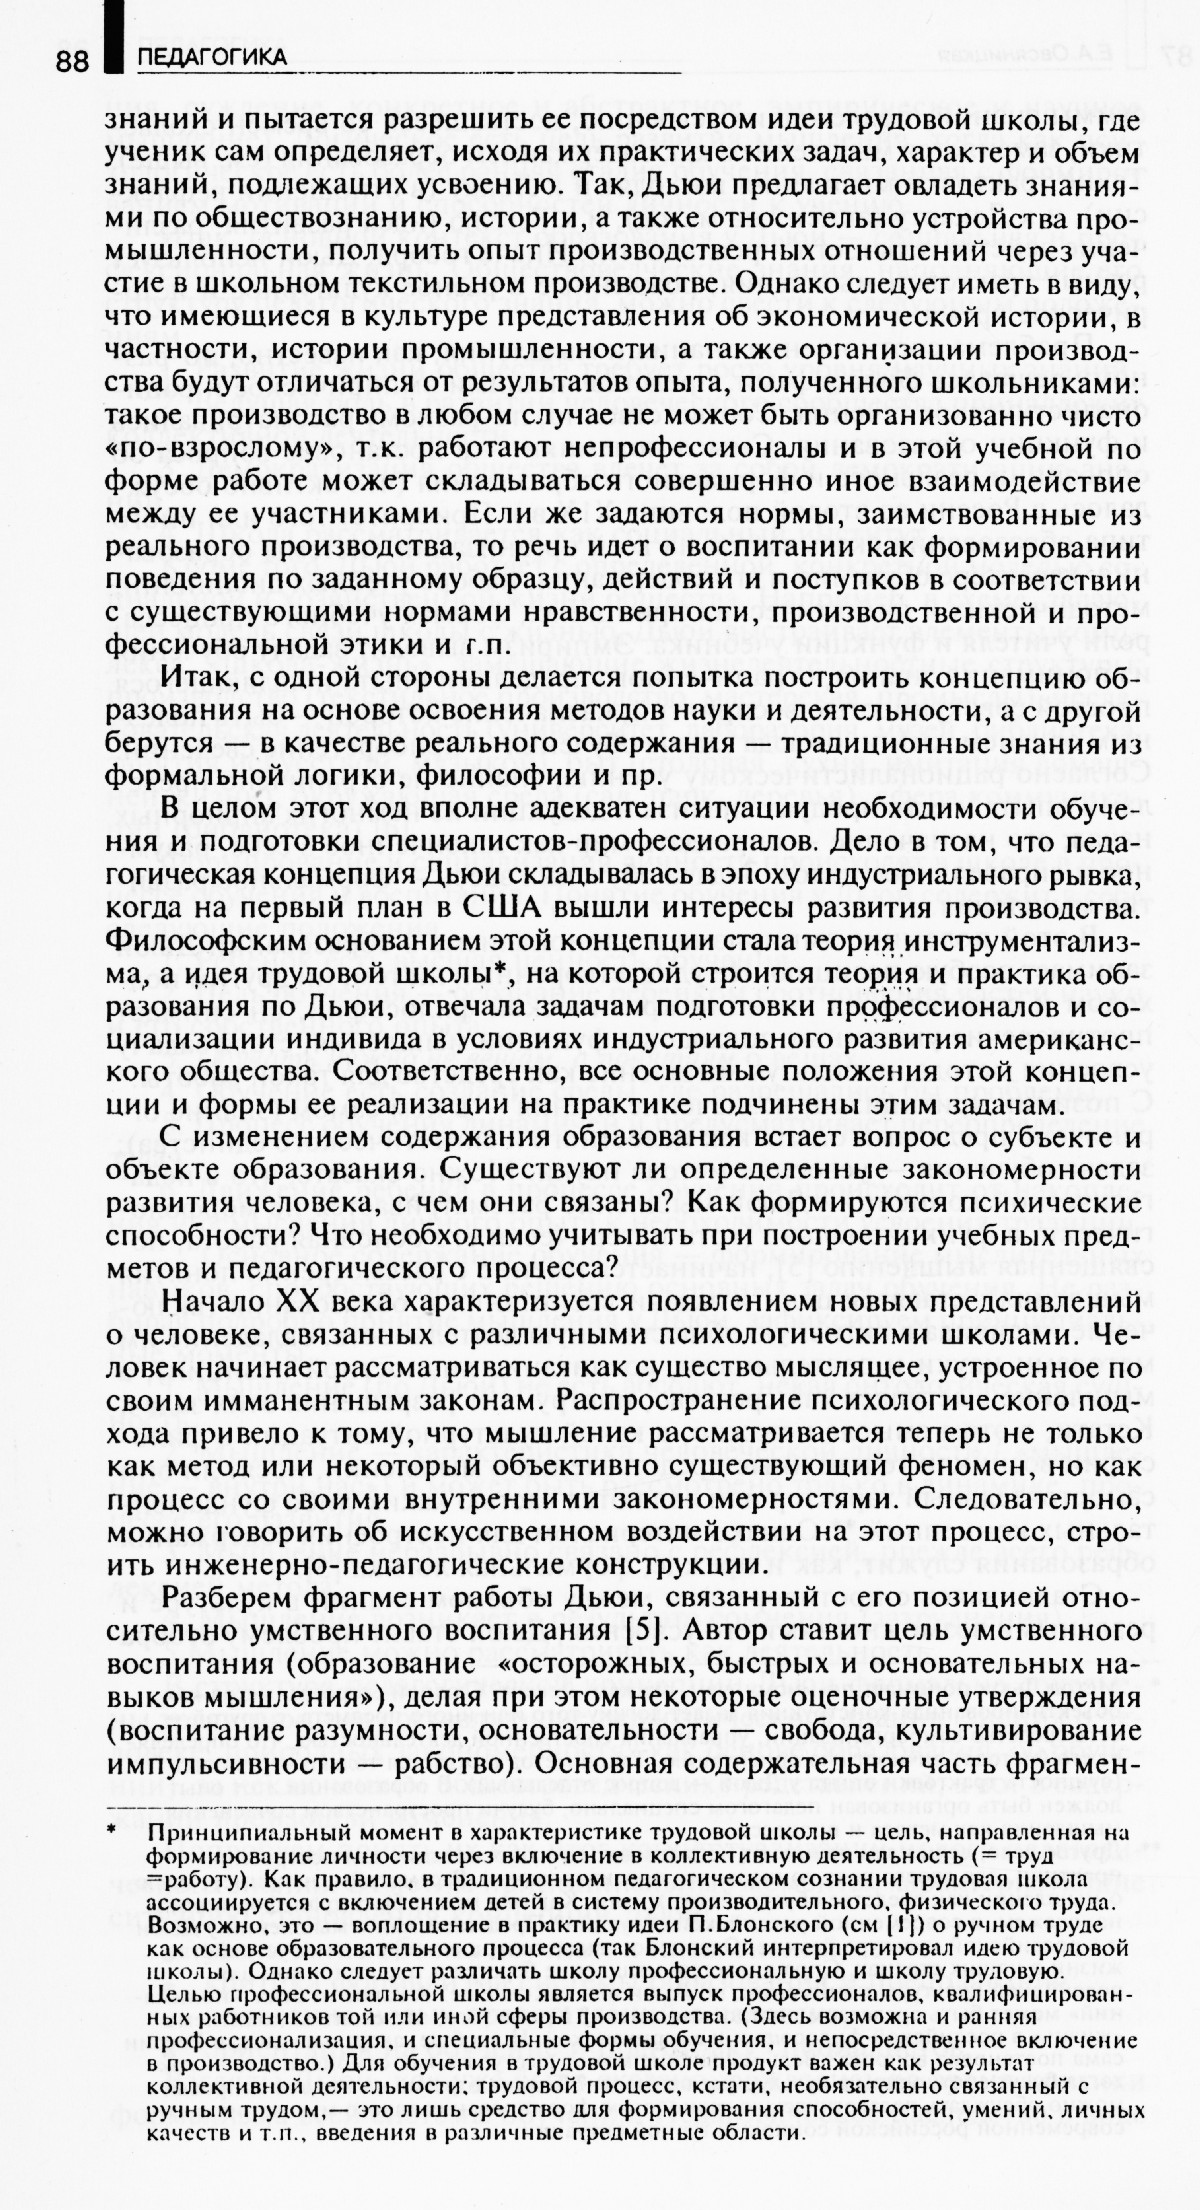 88 ПЕДАГОГИКА
знаний и пытается разрешить ее посредством идеи трудовой школы, где
ученик сам определяет, исходя их практических задач, характер и объем
знаний, подлежащих усвоению. Так, Дьюи предлагает овладеть знания-
ми по обществознанию, истории, а также относительно устройства про-
мышленности, получить опыт производственных отношений через уча-
стие в школьном текстильном производстве. Однако следует иметь в виду,
что имеющиеся в культуре представления об экономической истории, в
частности, истории промышленности, а также организации производ-
ства будут отличаться от результатов опыта, полученного школьниками:
такое производство в любом случае не может быть организованно чисто
«по-взрослому», т.к. работают непрофессионалы и в этой учебной по
форме работе может складываться совершенно иное взаимодействие
между ее участниками. Если же задаются нормы, заимствованные из
реального производства, то речь идет о воспитании как формировании
поведения по заданному образцу, действий и поступков в соответствии
с существующими нормами нравственности, производственной и про-
фессиональной этики и т.п.
Итак, с одной стороны делается попытка построить концепцию об-
разования на основе освоения методов науки и деятельности, а с другой
берутся — в качестве реального содержания — традиционные знания из
формальной логики, философии и пр.
В целом этот ход вполне адекватен ситуации необходимости обуче-
ния и подготовки специалистов-профессионалов. Дело в том, что педа-
гогическая концепция Дьюи складывалась в эпоху индустриального рывка,
когда на первый план в США вышли интересы развития производства.
Философским основанием этой концепции стала теория инструментализ-
ма, а идея трудовой школы*, на которой строится теория и практика об-
разования по Дьюи, отвечала задачам подготовки профессионалов и со-
циализации индивида в условиях индустриального развития американс-
кого общества. Соответственно, все основные положения этой концеп-
ции и формы ее реализации на практике подчинены этим задачам.
С изменением содержания образования встает вопрос о субъекте и
объекте образования. Существуют ли определенные закономерности
развития человека, с чем они связаны? Как формируются психические
способности? Что необходимо учитывать при построении учебных пред-
метов и педагогического процесса?
Начало XX века характеризуется появлением новых представлений
о человеке, связанных с различными психологическими школами. Че-
ловек начинает рассматриваться как существо мыслящее, устроенное по
своим имманентным законам. Распространение психологического под-
хода привело к тому, что мышление рассматривается теперь не только
как метод или некоторый объективно существующий феномен, но как
процесс со своими внутренними закономерностями. Следовательно,
можно говорить об искусственном воздействии на этот процесс, стро-
ить инженерно-педагогические конструкции.
Разберем фрагмент работы Дьюи, связанный с его позицией отно-
сительно умственного воспитания [5]. Автор ставит цель умственного
воспитания (образование «осторожных, быстрых и основательных на-
выков мышления»), делая при этом некоторые оценочные утверждения
(воспитание разумности, основательности — свобода, культивирование
импульсивности — рабство). Основная содержательная часть фрагмен-
* Принципиальный момент в характеристике трудовой школы — цель, направленная на
формирование личности через включение в коллективную деятельность (= труд
=работу). Как правило, в традиционном педагогическом сознании трудовая школа
ассоциируется с включением детей в систему производительного, физического труда.
Возможно, это — воплощение в практику идеи П.Блонского (см [1]) о ручном труде
как основе образовательного процесса (так Блонский интерпретировал идею трудовой
школы). Однако следует различать школу профессиональную и школу трудовую.
Целью профессиональной школы является выпуск профессионалов, квалифицирован-
ных работников той или иной сферы производства. (Здесь возможна и ранняя
профессионализация, и специальные формы обучения, и непосредственное включение
в производство.) Для обучения в трудовой школе продукт важен как результат
коллективной деятельности; трудовой процесс, кстати, необязательно связанный с
ручным трудом,— это лишь средство для формирования способностей, умений, личных
качеств и т.п., введения в различные предметные области.